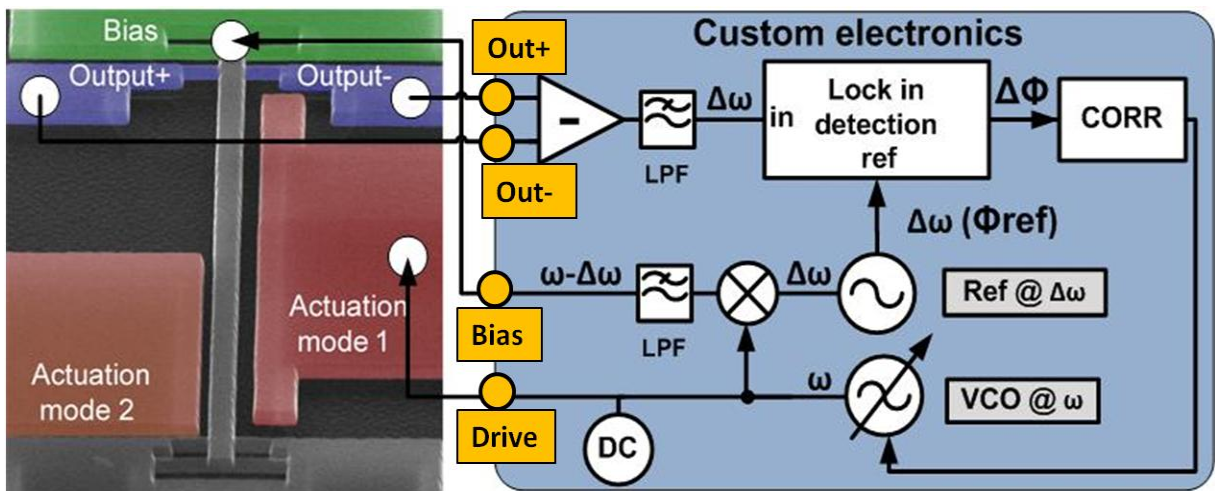 Bias
Output+
Output-
Actuation
mode 1
Actuation
mode 2
Out+
Out-
Bias
Drive
Custom electronics
-
LPF
Δω
in
Lock in
detection
ref
ΔΦ
CORR
Δω (Φref)
ω-Δω
LPF
Δω
Ref @ Δω
ω
VCO @ ω
DC